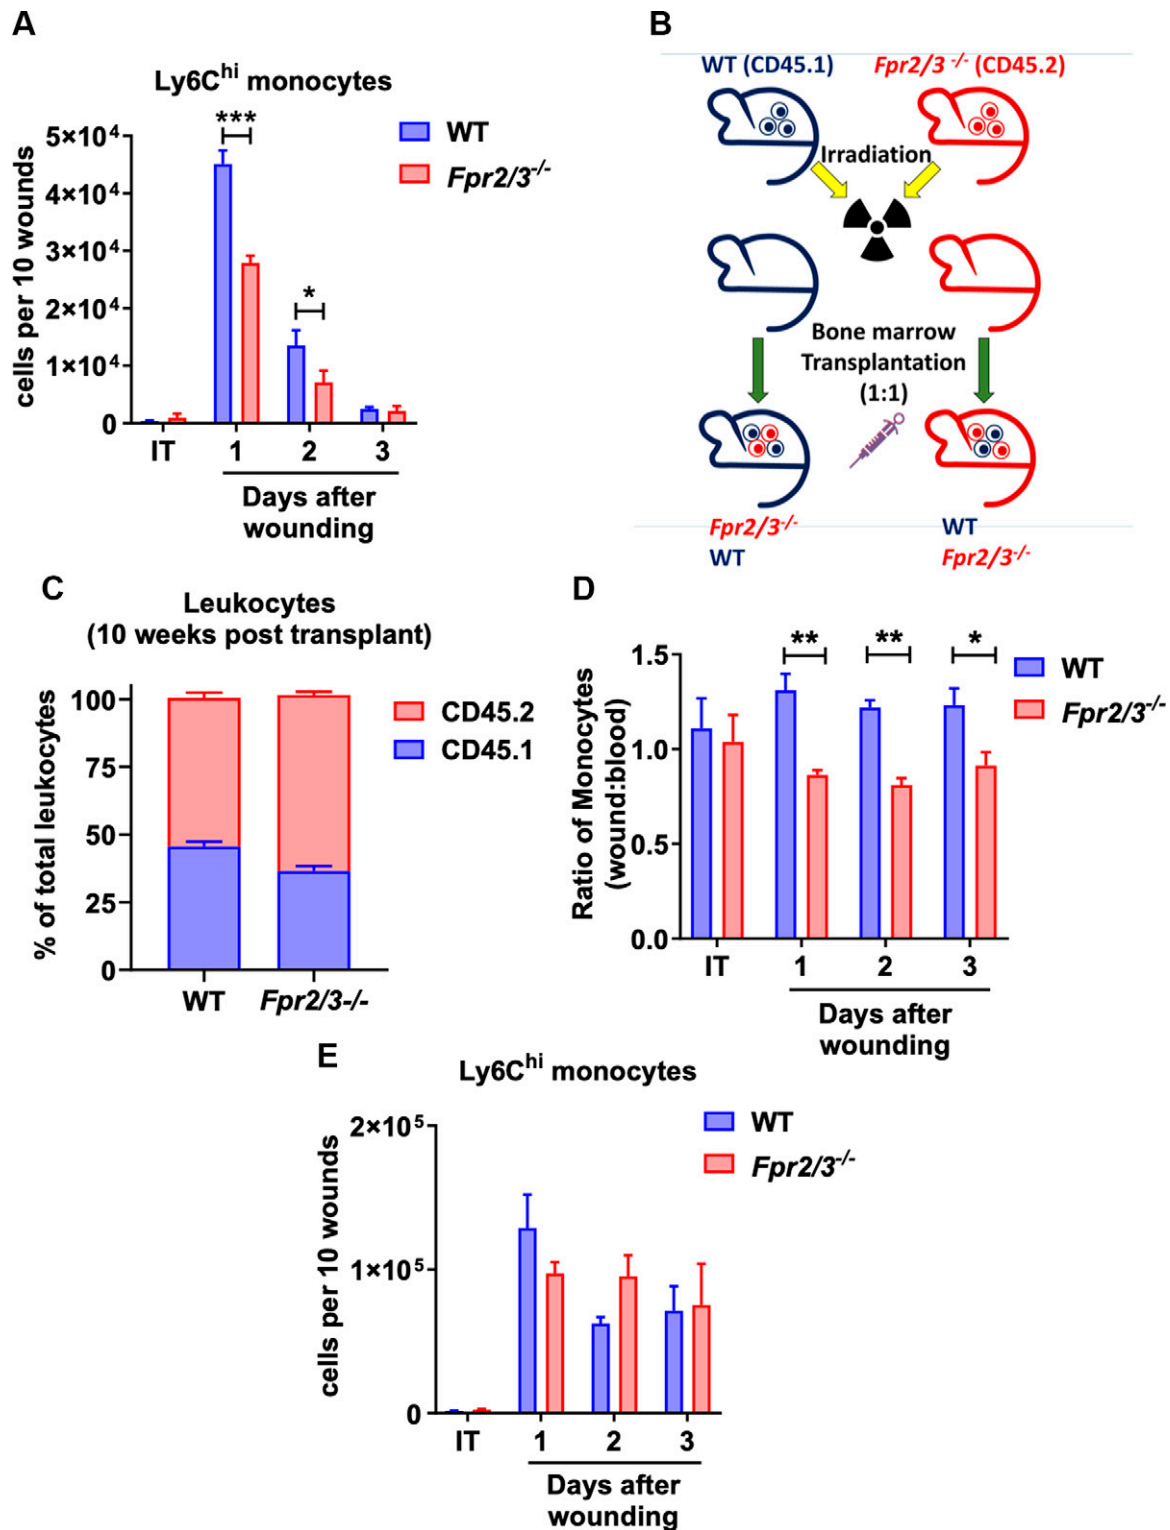 A
Ly6Chi monocytes
***
*
WT
Fpr2/3-/-
5×10⁴
4×10⁴
3×10⁴
2×10⁴
1×10⁴
0
cells per 10 wounds
IT 1 2 3
Days after
wounding
B
WT (CD45.1)
Fpr2/3 -/- (CD45.2)
Irradiation
Bone marrow
Transplantation
(1:1)
Fpr2/3-/-
WT
WT
Fpr2/3-/-
C
Leukocytes
(10 weeks post transplant)
CD45.2
CD45.1
100
75
50
25
0
% of total leukocytes
WT Fpr2/3-/-
D
** ** *
WT
Fpr2/3-/-
1.5
1.0
0.5
0.0
Ratio of Monocytes
(wound:blood)
IT 1 2 3
Days after
wounding
E
Ly6Chi monocytes
WT
Fpr2/3-/-
2×10⁵
1×10⁵
0
cells per 10 wounds
IT 1 2 3
Days after
wounding